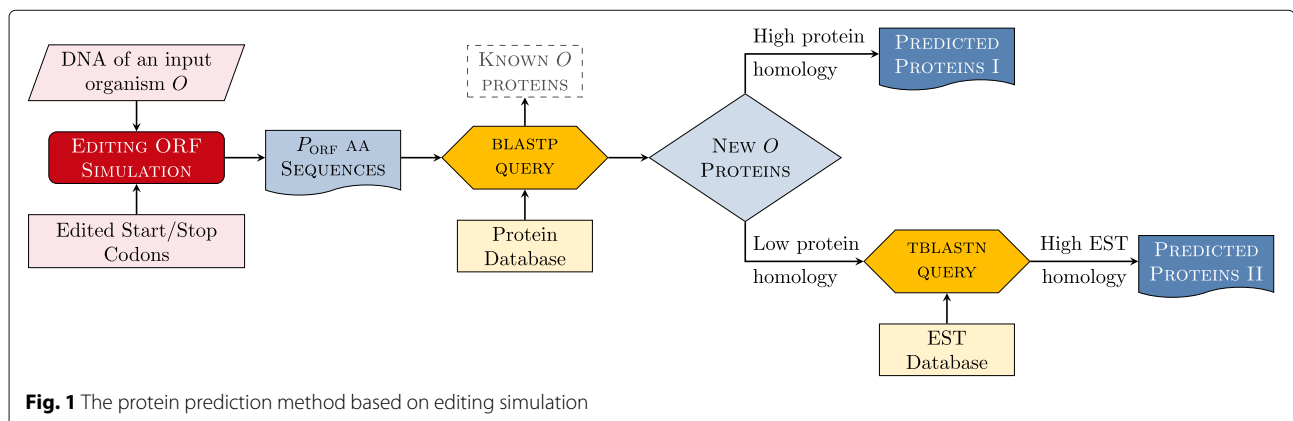 DNA of an input
organism O
EDITING ORF
SIMULATION
Edited Start/Stop
Codons
P_ORF AA
SEQUENCES
KNOWN O
PROTEINS
BLASTP
QUERY
Protein
Database
NEW O
PROTEINS
High protein
homology
PREDICTED
PROTEINS I
Low protein
homology
TBLASTN
QUERY
EST
Database
High EST
homology
PREDICTED
PROTEINS II
Fig. 1 The protein prediction method based on editing simulation